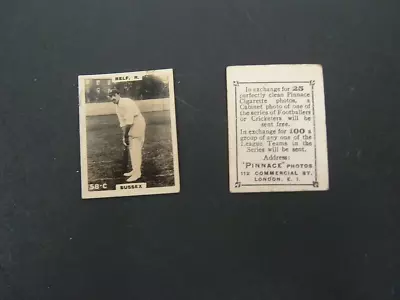 RELF, R.
58-C
SUSSEX
In exchange for 25
perfectly clean Pinnace
Cigarette photos, a
Cabinet photo of one of
the series of Footballers
or Cricketers will be
sent free.
In exchange for 100 a
group of any one of the
League Teams in the
Series will be sent.
Address:
"PINNACE" PHOTOS
112 COMMERCIAL ST.
LONDON, E. 1.